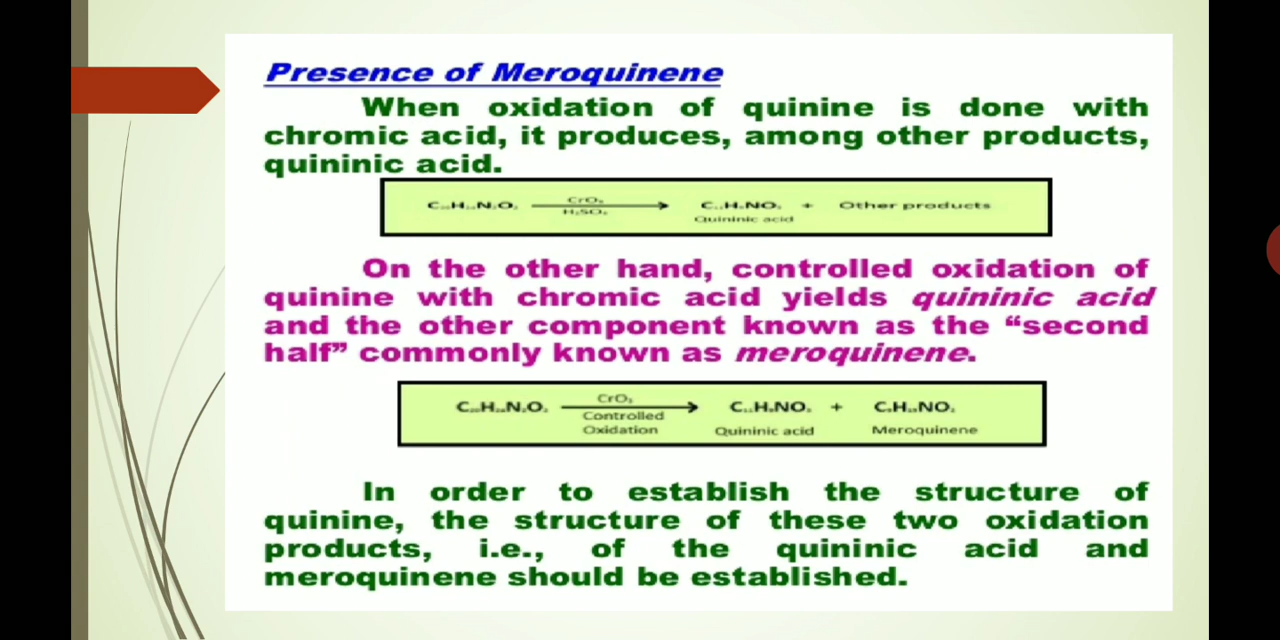 Presence of Meroquinene
When oxidation of quinine is done with
chromic acid, it produces, among other products,
quininic acid.
CrO₃
H₂SO₄
Quininic acid + Other products
On the other hand, controlled oxidation of
quinine with chromic acid yields quininic acid
and the other component known as the “second
half” commonly known as meroquinene.
CrO₃
Controlled
Oxidation
+
Quininic acid Meroquinene
In order to establish the structure of
quinine, the structure of these two oxidation
products, i.e., of the quininic acid and
meroquinene should be established.